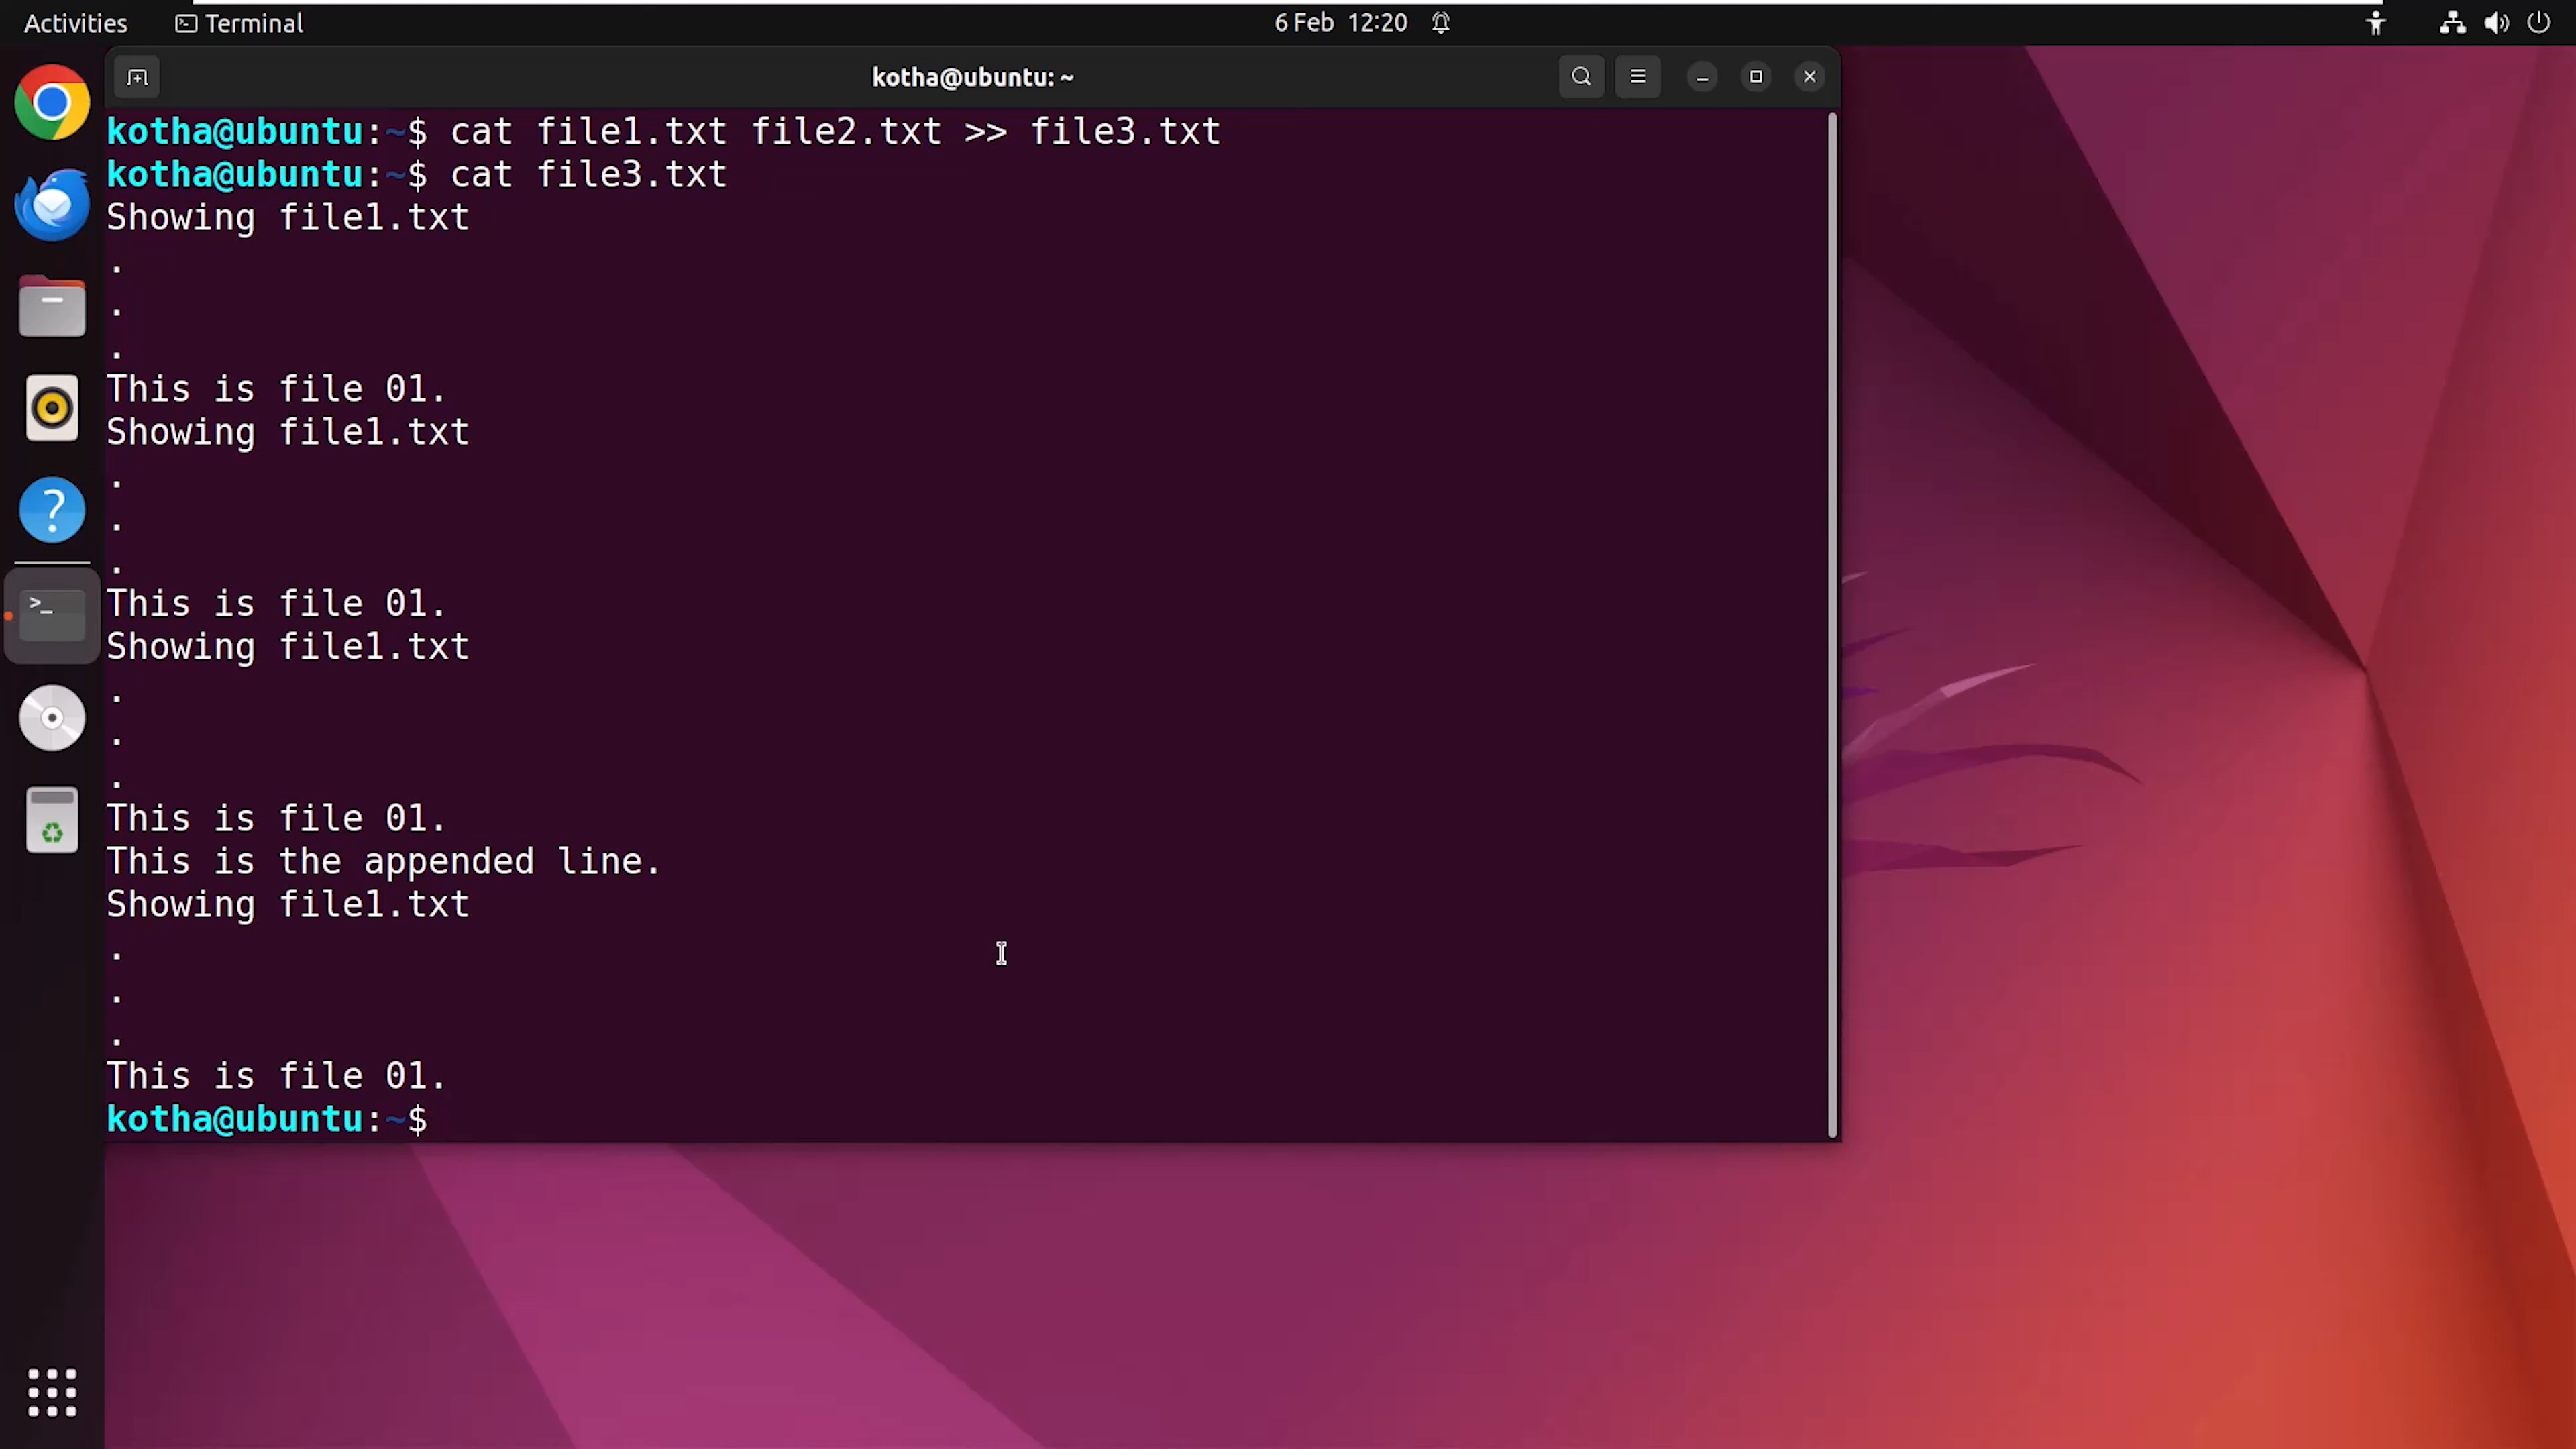 Activities Terminal 6 Feb 12:20
kotha@ubuntu: ~
kotha@ubuntu:~$ cat file1.txt file2.txt >> file3.txt
kotha@ubuntu:~$ cat file3.txt
Showing file1.txt
.
.
.
This is file 01.
Showing file1.txt
.
.
.
This is file 01.
Showing file1.txt
.
.
.
This is file 01.
This is the appended line.
Showing file1.txt
.
.
.
This is file 01.
kotha@ubuntu:~$